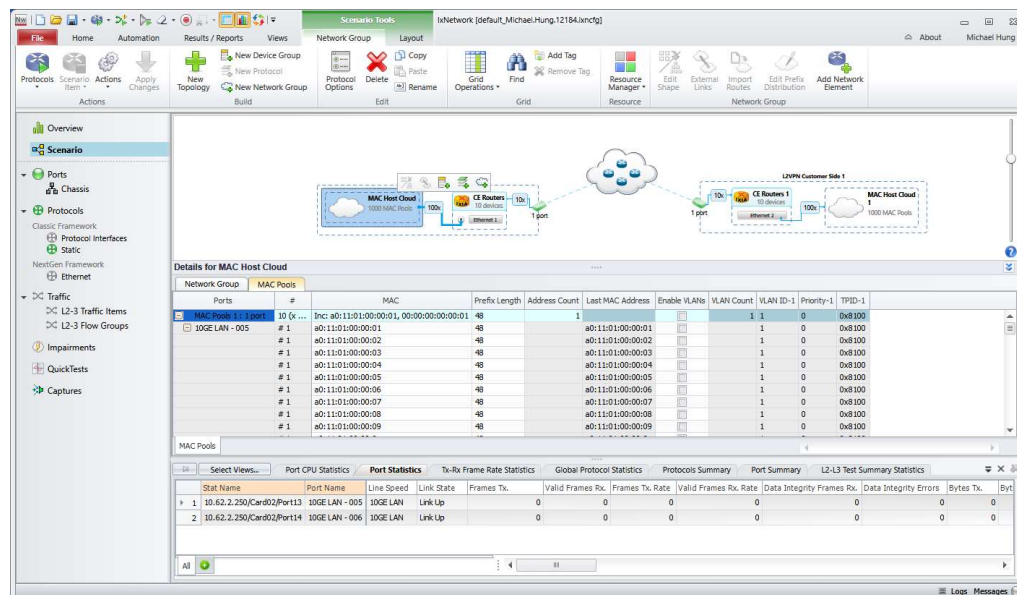 Nw Scenario Tools IxNetwork [default_Michael.Hung.12184.ixncfg]
File Home Automation Results / Reports Views Network Group Layout About Michael Hung
Protocols
Scenario Item
Actions
Apply Changes
Actions
New Topology
New Device Group
New Protocol
New Network Group
Build
Protocol Options
Delete
Copy
Paste
Rename
Edit
Grid Operations
Find
Add Tag
Remove Tag
Grid
Resource Manager
Resource
Edit Shape
External Links
Import Routes
Edit Prefix Distribution
Add Network Element
Network Group
Overview
Scenario
Ports
Chassis
Protocols
Classic Framework
Protocol Interfaces
Static
NextGen Framework
Ethernet
Traffic
L2-3 Traffic Items
L2-3 Flow Groups
Impairments
QuickTests
Captures
MAC Host Cloud
1000 MAC Pools
100x
CE Routers
10 devices
Ethernet 1
10x
1 port
L2VPN Customer Side 1
1 port
10x
CE Routers 1
10 devices
Ethernet 2
100x
MAC Host Cloud 1
1000 MAC Pools
Details for MAC Host Cloud
Network Group MAC Pools
Ports # MAC Prefix Length Address Count Last MAC Address Enable VLANs VLAN Count VLAN ID-1 Priority-1 TPID-1
MAC Pools 1 : 1 port 10 (x ... Inc: a0:11:01:00:00:01, 00:00:00:00:00:01 48 1 1 1 0 0x8100
10GE LAN - 005 # 1 a0:11:01:00:00:01 48 a0:11:01:00:00:01 1 0 0x8100
# 1 a0:11:01:00:00:02 48 a0:11:01:00:00:02 1 0 0x8100
# 1 a0:11:01:00:00:03 48 a0:11:01:00:00:03 1 0 0x8100
# 1 a0:11:01:00:00:04 48 a0:11:01:00:00:04 1 0 0x8100
# 1 a0:11:01:00:00:05 48 a0:11:01:00:00:05 1 0 0x8100
# 1 a0:11:01:00:00:06 48 a0:11:01:00:00:06 1 0 0x8100
# 1 a0:11:01:00:00:07 48 a0:11:01:00:00:07 1 0 0x8100
# 1 a0:11:01:00:00:08 48 a0:11:01:00:00:08 1 0 0x8100
# 1 a0:11:01:00:00:09 48 a0:11:01:00:00:09 1 0 0x8100
MAC Pools
Select Views... Port CPU Statistics Port Statistics Tx-Rx Frame Rate Statistics Global Protocol Statistics Protocols Summary Port Summary L2-L3 Test Summary Statistics
Stat Name Port Name Line Speed Link State Frames Tx. Valid Frames Rx. Frames Tx. Rate Valid Frames Rx. Rate Data Integrity Frames Rx. Data Integrity Errors Bytes Tx. Byt
1 10.62.2.250/Card02/Port13 10GE LAN - 005 10GE LAN Link Up 0 0 0 0 0 0 0
2 10.62.2.250/Card02/Port14 10GE LAN - 006 10GE LAN Link Up 0 0 0 0 0 0 0
All
Logs Messages